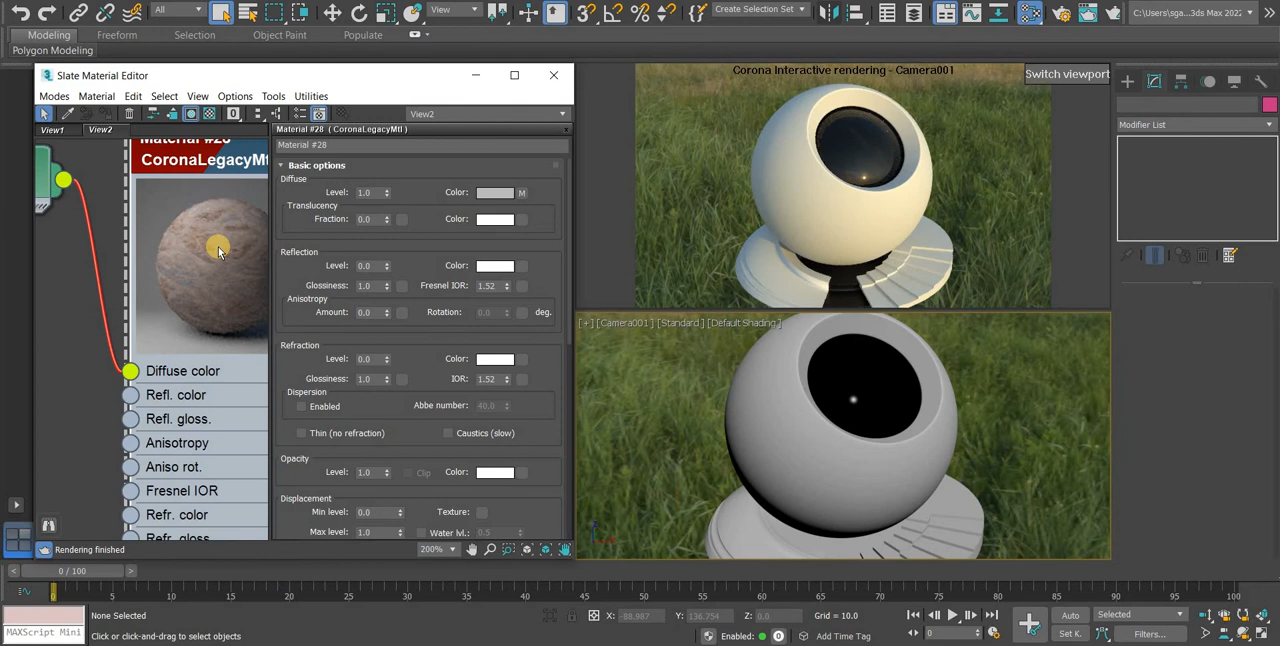 All
View
Create Selection Set
C:\Users\sga...3ds Max 2022
Modeling
Freeform
Selection
Object Paint
Populate
Polygon Modeling
Slate Material Editor
Modes
Material
Edit
Select
View
Options
Tools
Utilities
View2
View1
View2
Material #28 ( CoronaLegacyMtl )
Material #28
Material #28
CoronaLegacyMt
Basic options
Diffuse
Level: 1.0
Color:
M
Translucency
Fraction: 0.0
Color:
Reflection
Level: 0.0
Color:
Glossiness: 1.0
Fresnel IOR: 1.52
Anisotropy
Amount: 0.0
Rotation: 0.0 deg.
Refraction
Level: 0.0
Color:
Glossiness: 1.0
IOR: 1.52
Dispersion
Enabled
Abbe number: 40.0
Thin (no refraction)
Caustics (slow)
Opacity
Level: 1.0
Clip
Color:
Displacement
Min level: 0.0
Texture:
Max level: 1.0
Water lvl.: 0.5
Diffuse color
Refl. color
Refl. gloss.
Anisotropy
Aniso rot.
Fresnel IOR
Refr. color
Refr. gloss
Rendering finished
200%
Corona Interactive rendering - Camera001
Switch viewport
[ + ] [Camera001 ] [Standard ] [Default Shading ]
Modifier List
0 / 100
0 5 10 15 20 25 30 35 40 45 50 55 60 65 70 75 80 85 90 95 100
MAXScript Mini
None Selected
Click or click-and-drag to select objects
X: -88.987
Y: 136.754
Z: 0.0
Grid = 10.0
Enabled:
0
Add Time Tag
0
Auto
Selected
Set K.
Filters...